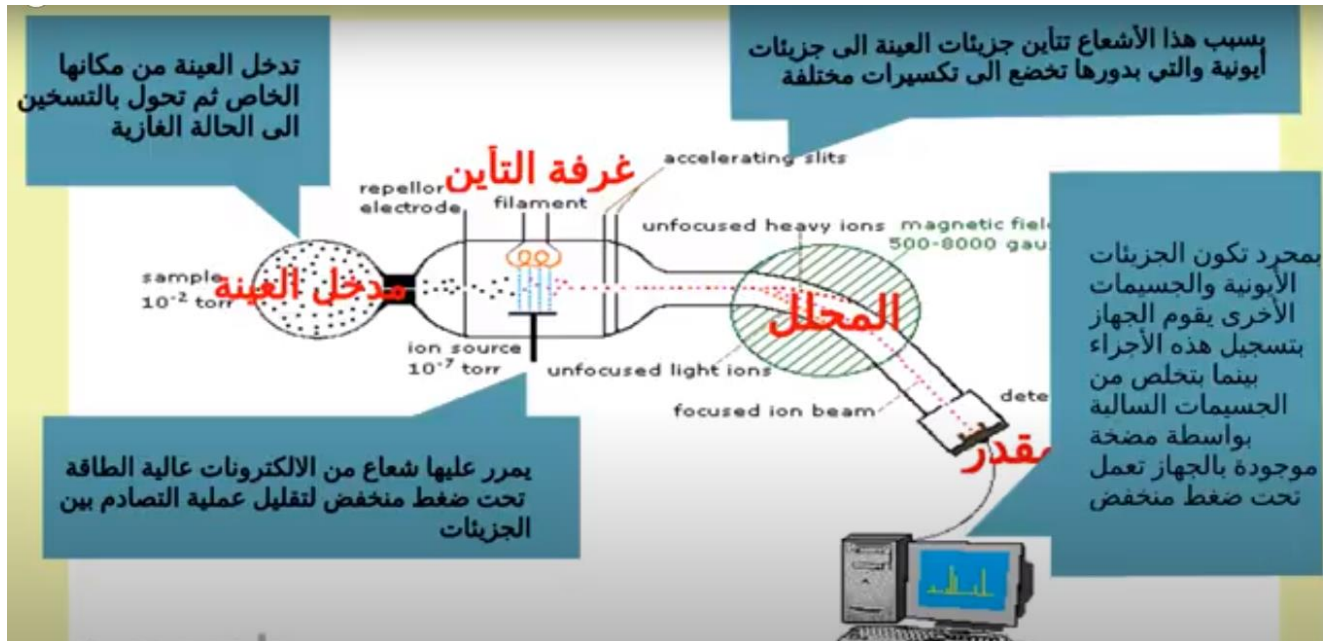 تدخل العينة من مكانها
الخاص ثم تحول بالتسخين
الى الحالة الغازية
بسبب هذا الأشعاع تتأين جزيئات العينة الى جزيئات
أيونية والتي بدورها تخضع الى تكسيرات مختلفة
غرفة التأين
accelerating slits
repellor
electrode
filament
unfocused heavy ions
magnetic fiel
500-8000 gau
sample
10-2 torr
مدخل العينة
المحلل
ion source
10-7 torr
unfocused light ions
focused ion beam
dete
مقدر
بمجرد تكون الجزيئات
الأيونية والجسيمات
الأخرى يقوم الجهاز
بتسجيل هذه الأجزاء
بينما بتخلص من
الجسيمات السالبة
بواسطة مضخة
موجودة بالجهاز تعمل
تحت ضغط منخفض
يمرر عليها شعاع من الالكترونات عالية الطاقة
تحت ضغط منخفض لتقليل عملية التصادم بين
الجزيئات